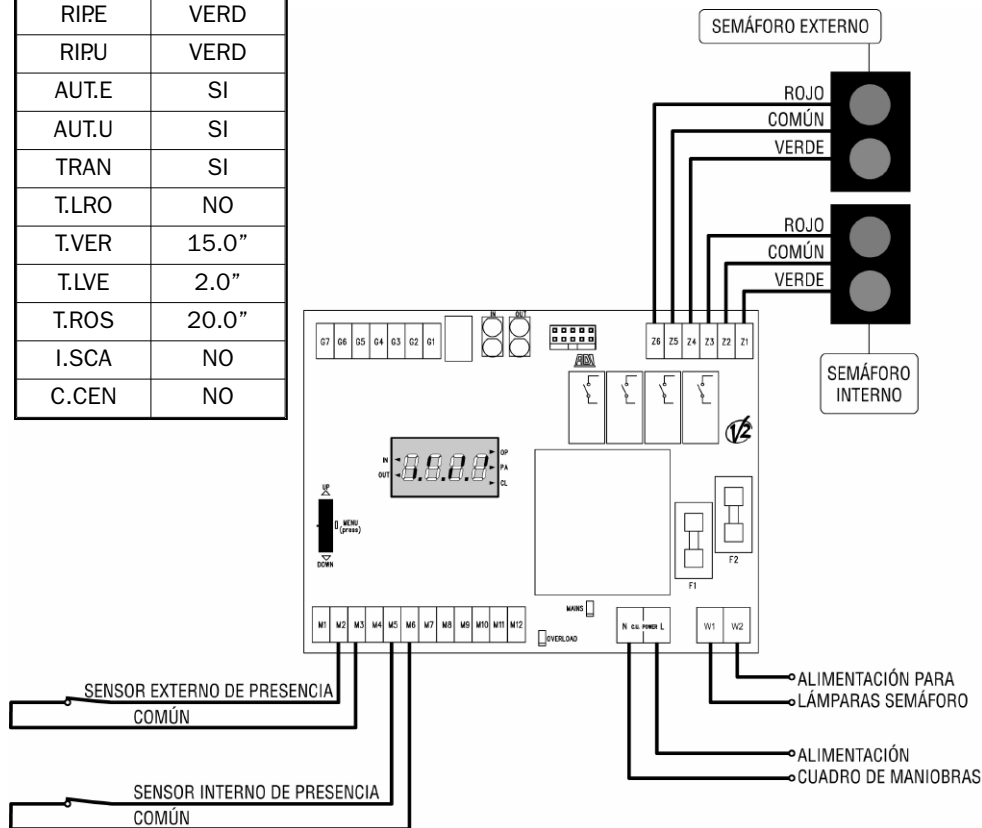 RIP.E VERD
RIP.U VERD
AUT.E SI
AUT.U SI
TRAN SI
T.LRO NO
T.VER 15.0”
T.LVE 2.0”
T.ROS 20.0”
I.SCA NO
C.CEN NO
SEMÁFORO EXTERNO
ROJO
COMÚN
VERDE
ROJO
COMÚN
VERDE
SEMÁFORO
INTERNO
G7 G6 G5 G4 G3 G2 G1
IN OUT
Z6 Z5 Z4 Z3 Z2 Z1
V2
IN
OUT
OP
PA
CL
UP
MENU
(press)
DOWN
F1
F2
MAINS
OVERLOAD
M1 M2 M3 M4 M5 M6 M7 M8 M9 M10 M11 M12
N C.U. POWER L
W1 W2
SENSOR EXTERNO DE PRESENCIA
COMÚN
SENSOR INTERNO DE PRESENCIA
COMÚN
ALIMENTACIÓN PARA
LÁMPARAS SEMÁFORO
ALIMENTACIÓN
CUADRO DE MANIOBRAS